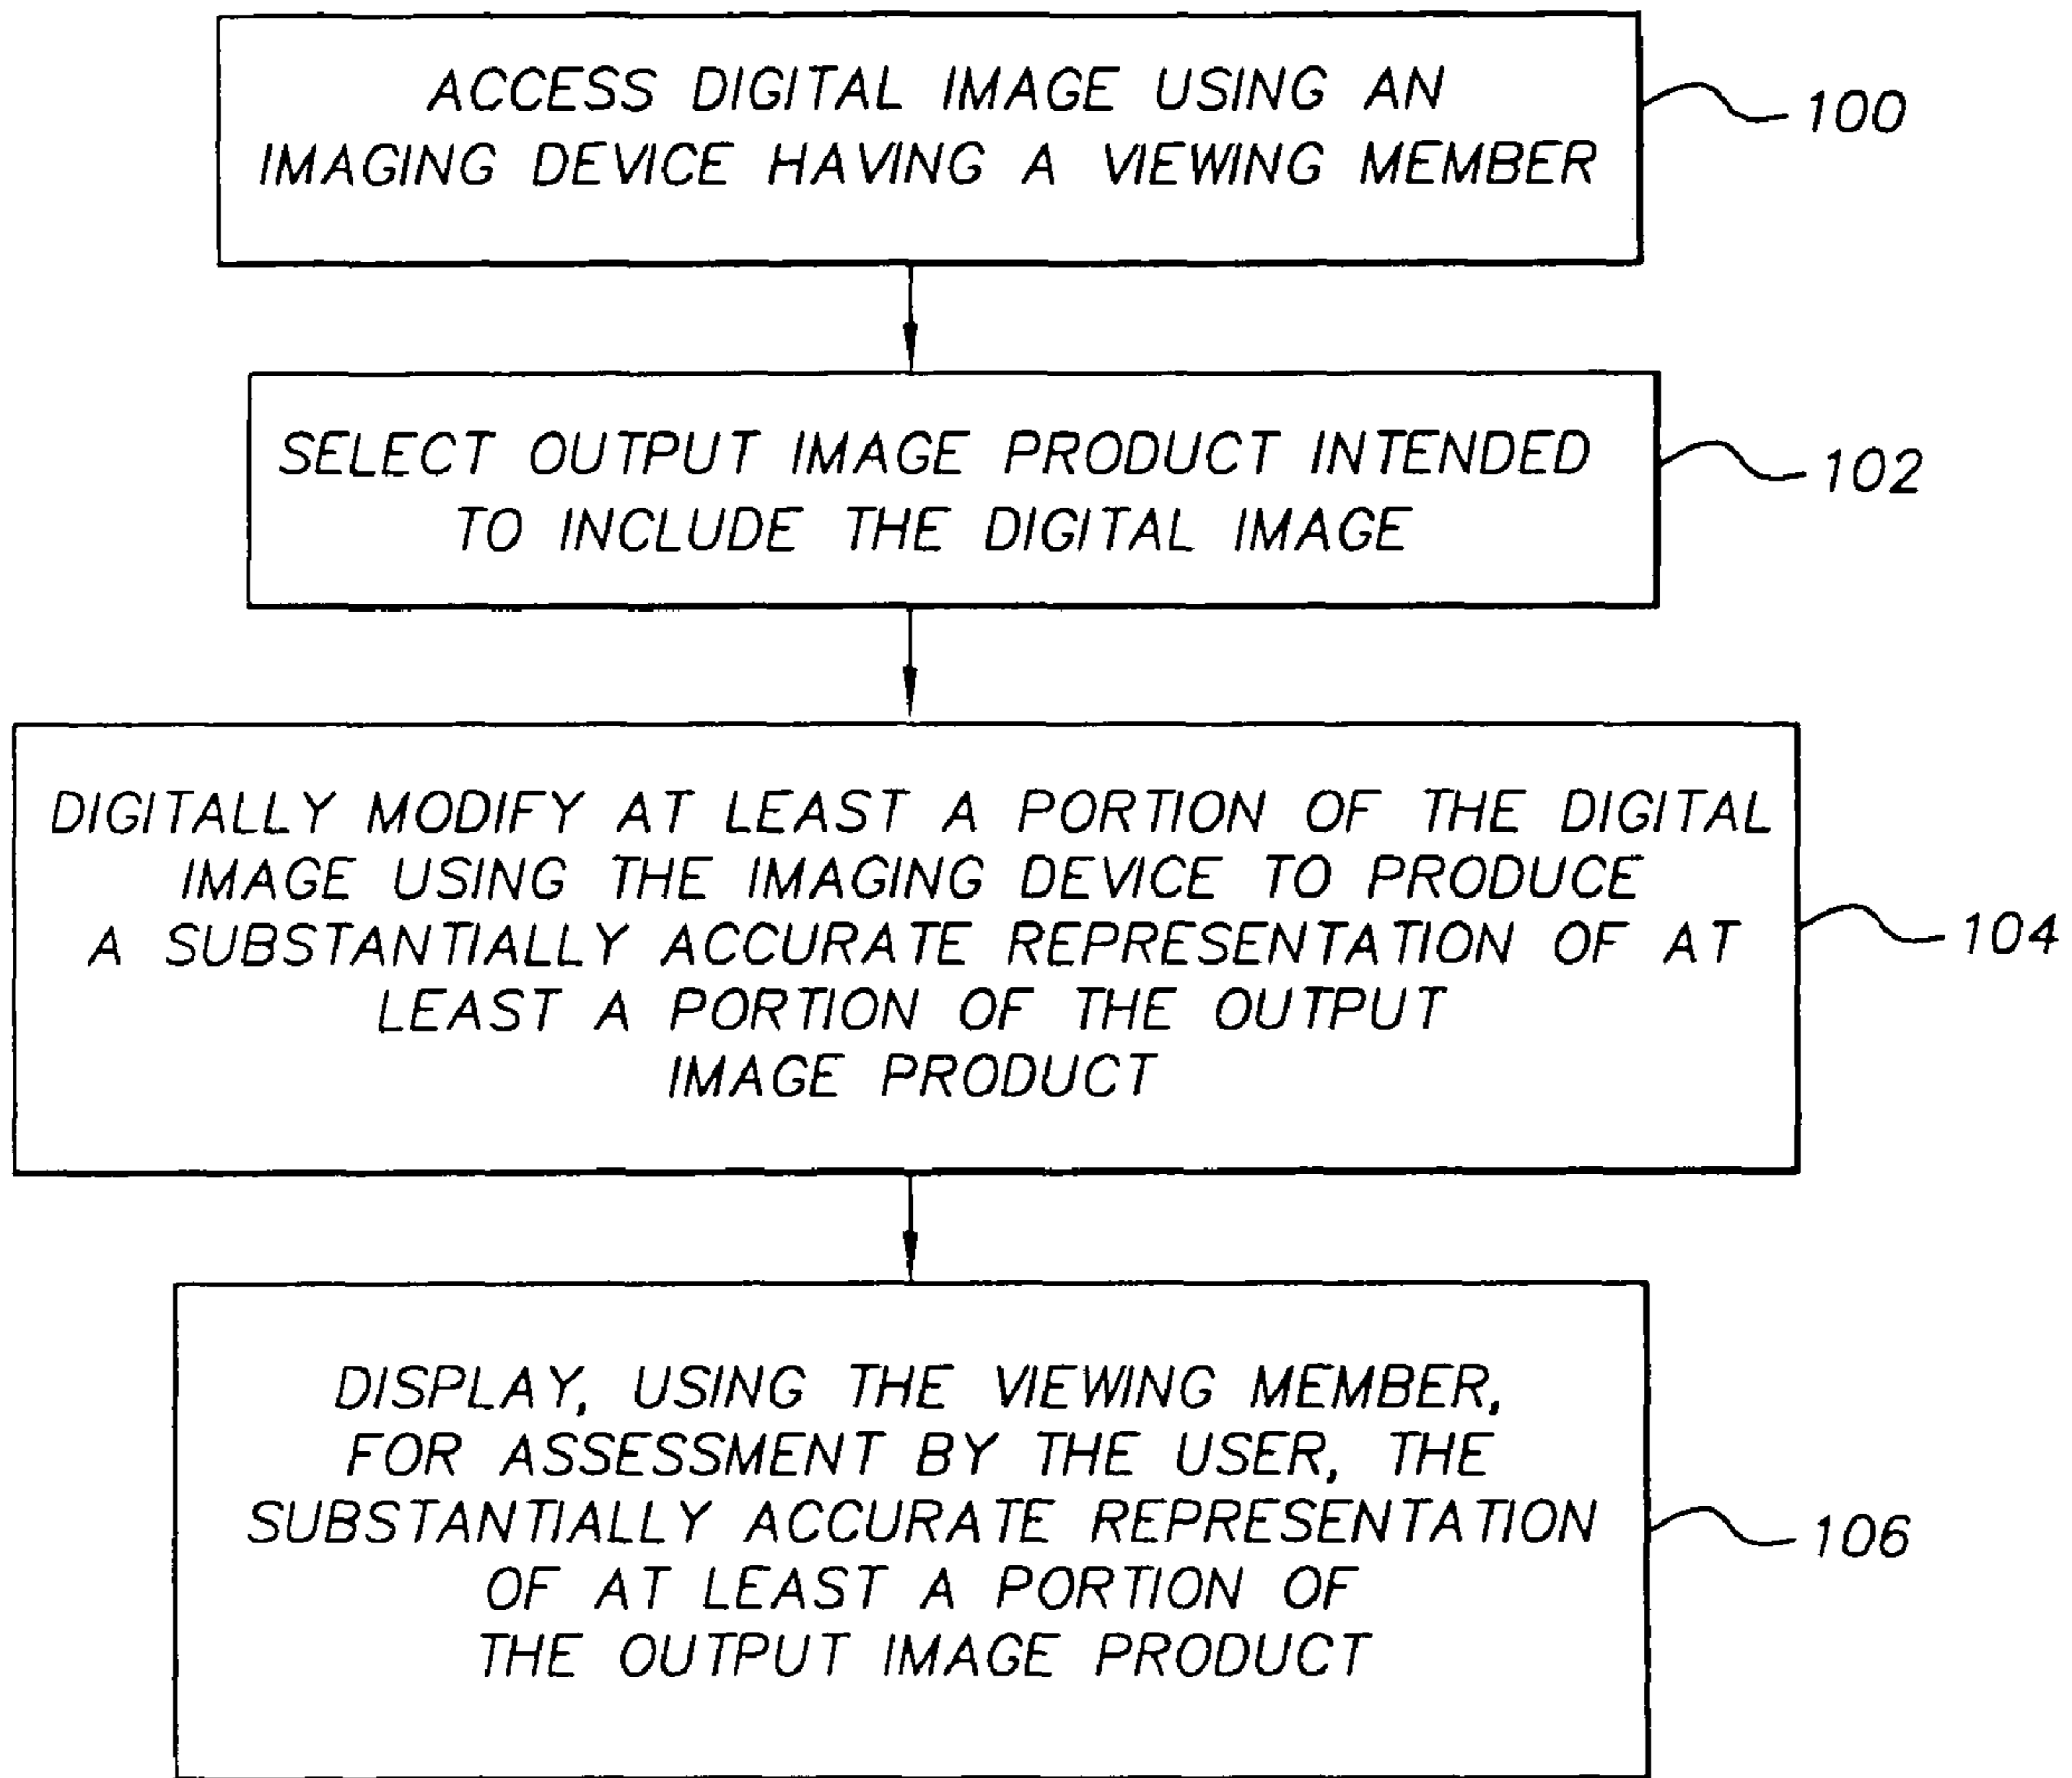 ACCESS DIGITAL IMAGE USING AN
IMAGING DEVICE HAVING A VIEWING MEMBER
100
SELECT OUTPUT IMAGE PRODUCT INTENDED
TO INCLUDE THE DIGITAL IMAGE
102
DIGITALLY MODIFY AT LEAST A PORTION OF THE DIGITAL
IMAGE USING THE IMAGING DEVICE TO PRODUCE
A SUBSTANTIALLY ACCURATE REPRESENTATION OF AT
LEAST A PORTION OF THE OUTPUT
IMAGE PRODUCT
104
DISPLAY, USING THE VIEWING MEMBER,
FOR ASSESSMENT BY THE USER, THE
SUBSTANTIALLY ACCURATE REPRESENTATION
OF AT LEAST A PORTION OF
THE OUTPUT IMAGE PRODUCT
106